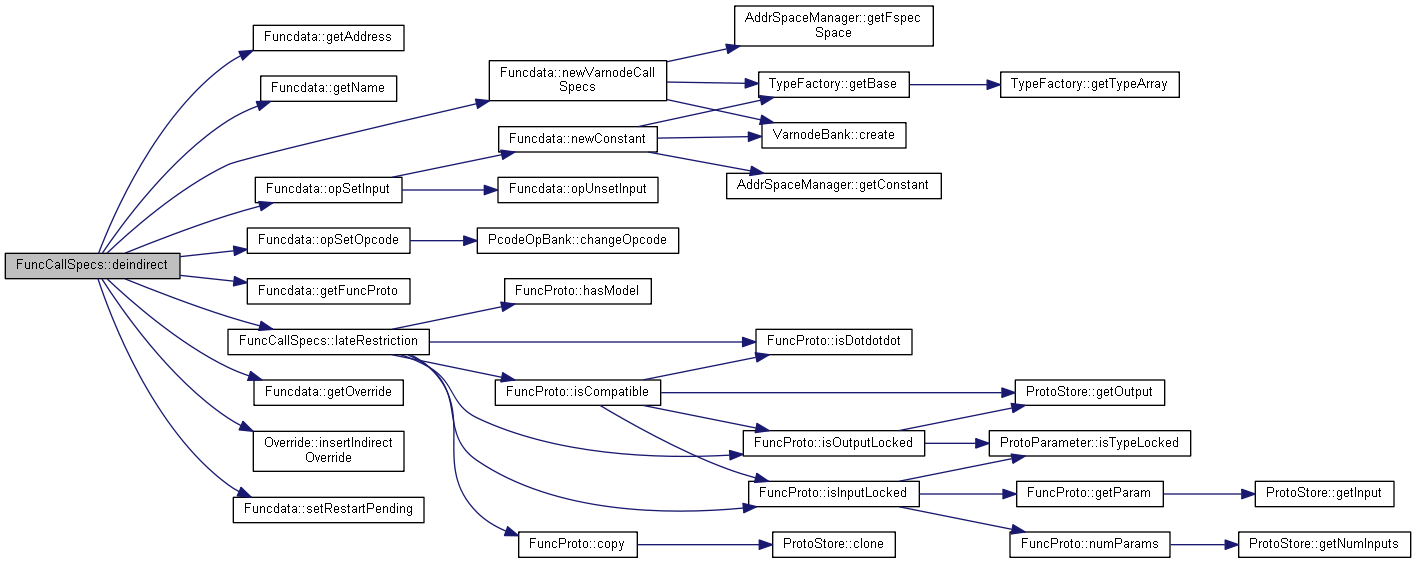 FuncCallSpecs::deindirect
Funcdata::getAddress
Funcdata::getName
Funcdata::newVarnodeCall
Specs
Funcdata::opSetInput
Funcdata::opSetOpcode
Funcdata::getFuncProto
FuncCallSpecs::lateRestriction
Funcdata::getOverride
Override::insertIndirect
Override
Funcdata::setRestartPending
AddrSpaceManager::getFspec
Space
TypeFactory::getBase
TypeFactory::getTypeArray
VarnodeBank::create
Funcdata::newConstant
AddrSpaceManager::getConstant
Funcdata::opUnsetInput
PcodeOpBank::changeOpcode
FuncProto::hasModel
FuncProto::isDotdotdot
FuncProto::isCompatible
ProtoStore::getOutput
FuncProto::isOutputLocked
ProtoParameter::isTypeLocked
FuncProto::isInputLocked
FuncProto::getParam
ProtoStore::getInput
FuncProto::numParams
ProtoStore::getNumInputs
FuncProto::copy
ProtoStore::clone